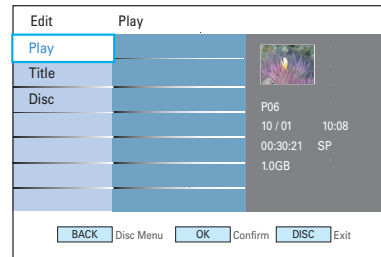 Edit Play
Play
Title
Disc
P06
10 / 01 10:08
00:30:21 SP
1.0GB
BACK Disc Menu OK Confirm DISC Exit